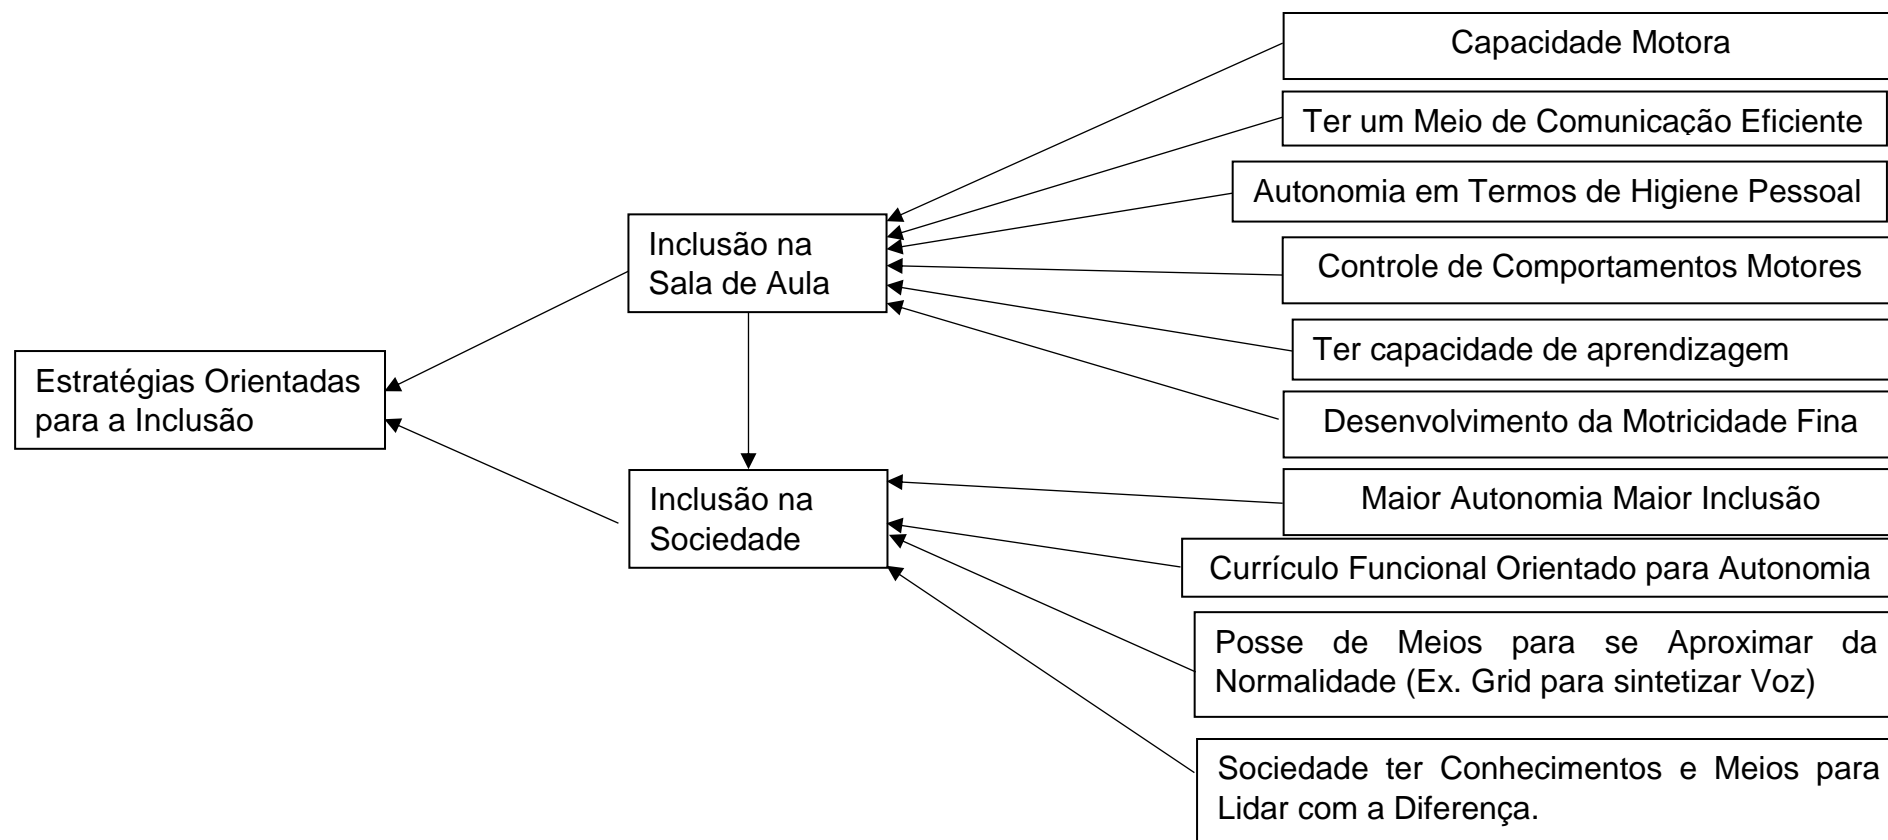 Capacidade Motora
Ter um Meio de Comunicação Eficiente
Autonomia em Termos de Higiene Pessoal
Inclusão na
Sala de Aula
Controle de Comportamentos Motores
Ter capacidade de aprendizagem
Estratégias Orientadas
para a Inclusão
Desenvolvimento da Motricidade Fina
Inclusão na
Sociedade
Maior Autonomia Maior Inclusão
Currículo Funcional Orientado para Autonomia
Posse de Meios para se Aproximar da
Normalidade (Ex. Grid para sintetizar Voz)
Sociedade ter Conhecimentos e Meios para
Lidar com a Diferença.